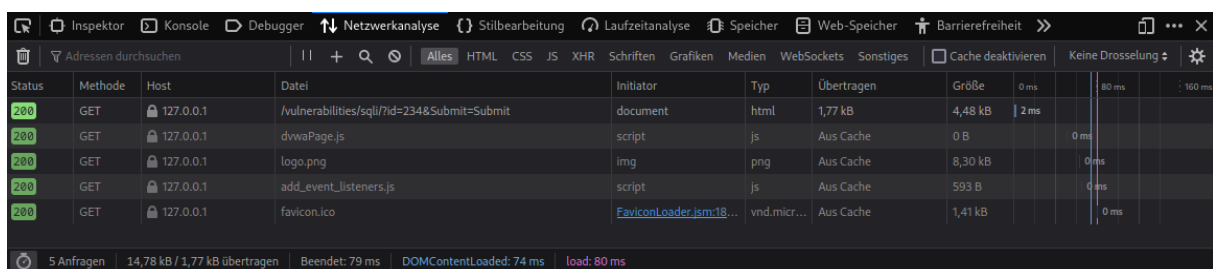 Inspektor Konsole Debugger Netzwerkanalyse Stilbearbeitung Laufzeitanalyse Speicher Web-Speicher Barrierefreiheit
Adressen durchsuchen Alles HTML CSS JS XHR Schriften Grafiken Medien WebSockets Sonstiges Cache deaktivieren Keine Drosselung
Status Methode Host Datei Initiator Typ Übertragen Größe 0 ms 80 ms 160 ms
200 GET 127.0.0.1 /vulnerabilities/sqli/?id=234&Submit=Submit document html 1,77 kB 4,48 kB 2 ms
200 GET 127.0.0.1 dvwaPage.js script js Aus Cache 0 B 0 ms
200 GET 127.0.0.1 logo.png img png Aus Cache 8,30 kB 0 ms
200 GET 127.0.0.1 add_event_listeners.js script js Aus Cache 593 B 0 ms
200 GET 127.0.0.1 favicon.ico FaviconLoader.jsm:18... vnd.micr... Aus Cache 1,41 kB 0 ms
5 Anfragen 14,78 kB / 1,77 kB übertragen Beendet: 79 ms DOMContentLoaded: 74 ms load: 80 ms